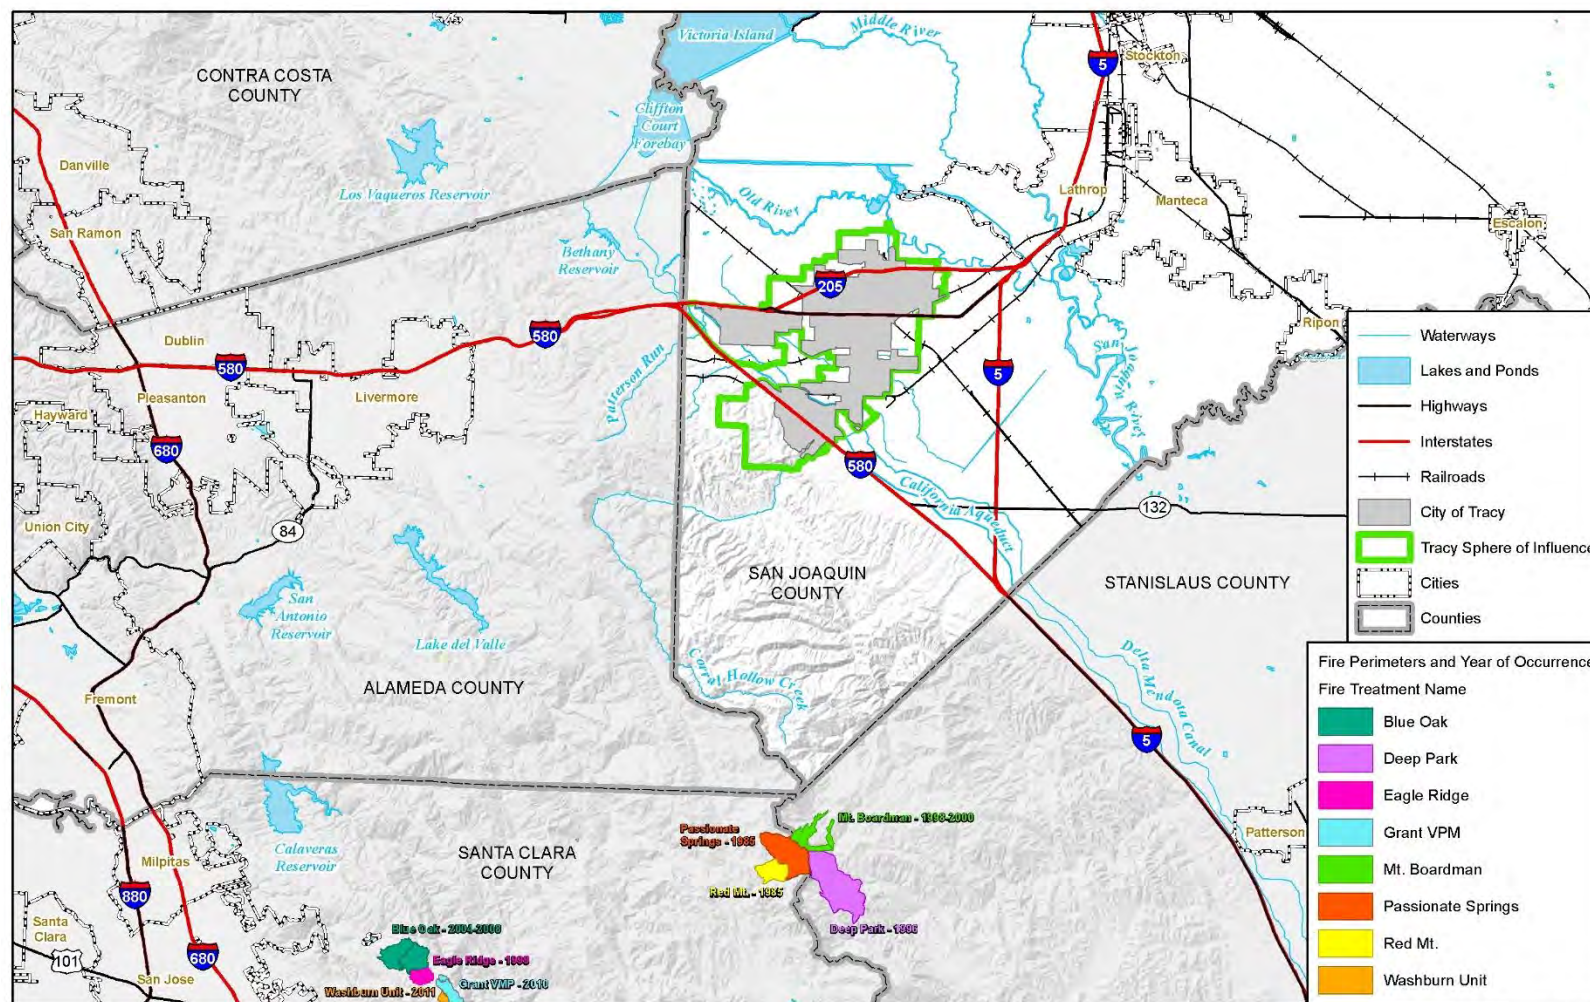 Victoria Island
Middle River
5
Stockton
CONTRA COSTA
COUNTY
Cliffton
Court
Forebay
Danville
Los Vaqueros Reservoir
Old River
Lathrop
Manteca
San Ramon
Escalon
Bethany
Reservoir
205
Ripon
Dublin
580
580
Patterson Run
San Joaquin River
5
Hayward
Pleasanton
Livermore
680
580
California Aqueduct
132
Union City
84
SAN JOAQUIN
COUNTY
STANISLAUS COUNTY
San
Antonio
Reservoir
Lake del Valle
Corral Hollow Creek
Delta Mendota Canal
ALAMEDA COUNTY
Fremont
5
Calaveras
Reservoir
Milpitas
SANTA CLARA
COUNTY
Passionate
Springs - 1985
Mt. Boardman - 1998-2000
Red Mt. - 1985
Deep Park - 1996
Patterson
880
Santa
Clara
101
680
San Jose
Blue Oak - 2004-2008
Eagle Ridge - 1998
Grant VMP - 2010
Washburn Unit - 2011
Waterways
Lakes and Ponds
Highways
Interstates
Railroads
City of Tracy
Tracy Sphere of Influence
Cities
Counties
Fire Perimeters and Year of Occurrence
Fire Treatment Name
Blue Oak
Deep Park
Eagle Ridge
Grant VPM
Mt. Boardman
Passionate Springs
Red Mt.
Washburn Unit